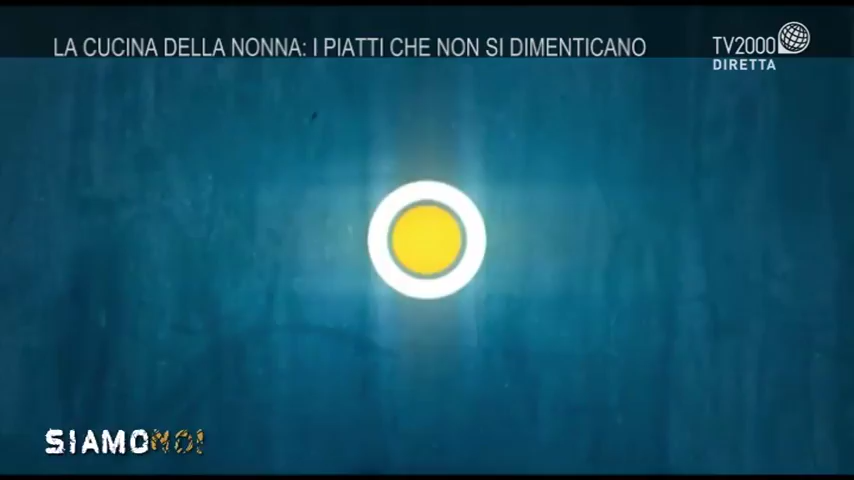 LA CUCINA DELLA NONNA: I PIATTI CHE NON SI DIMENTICANO
TV2000
DIRETTA
SIAMONOI